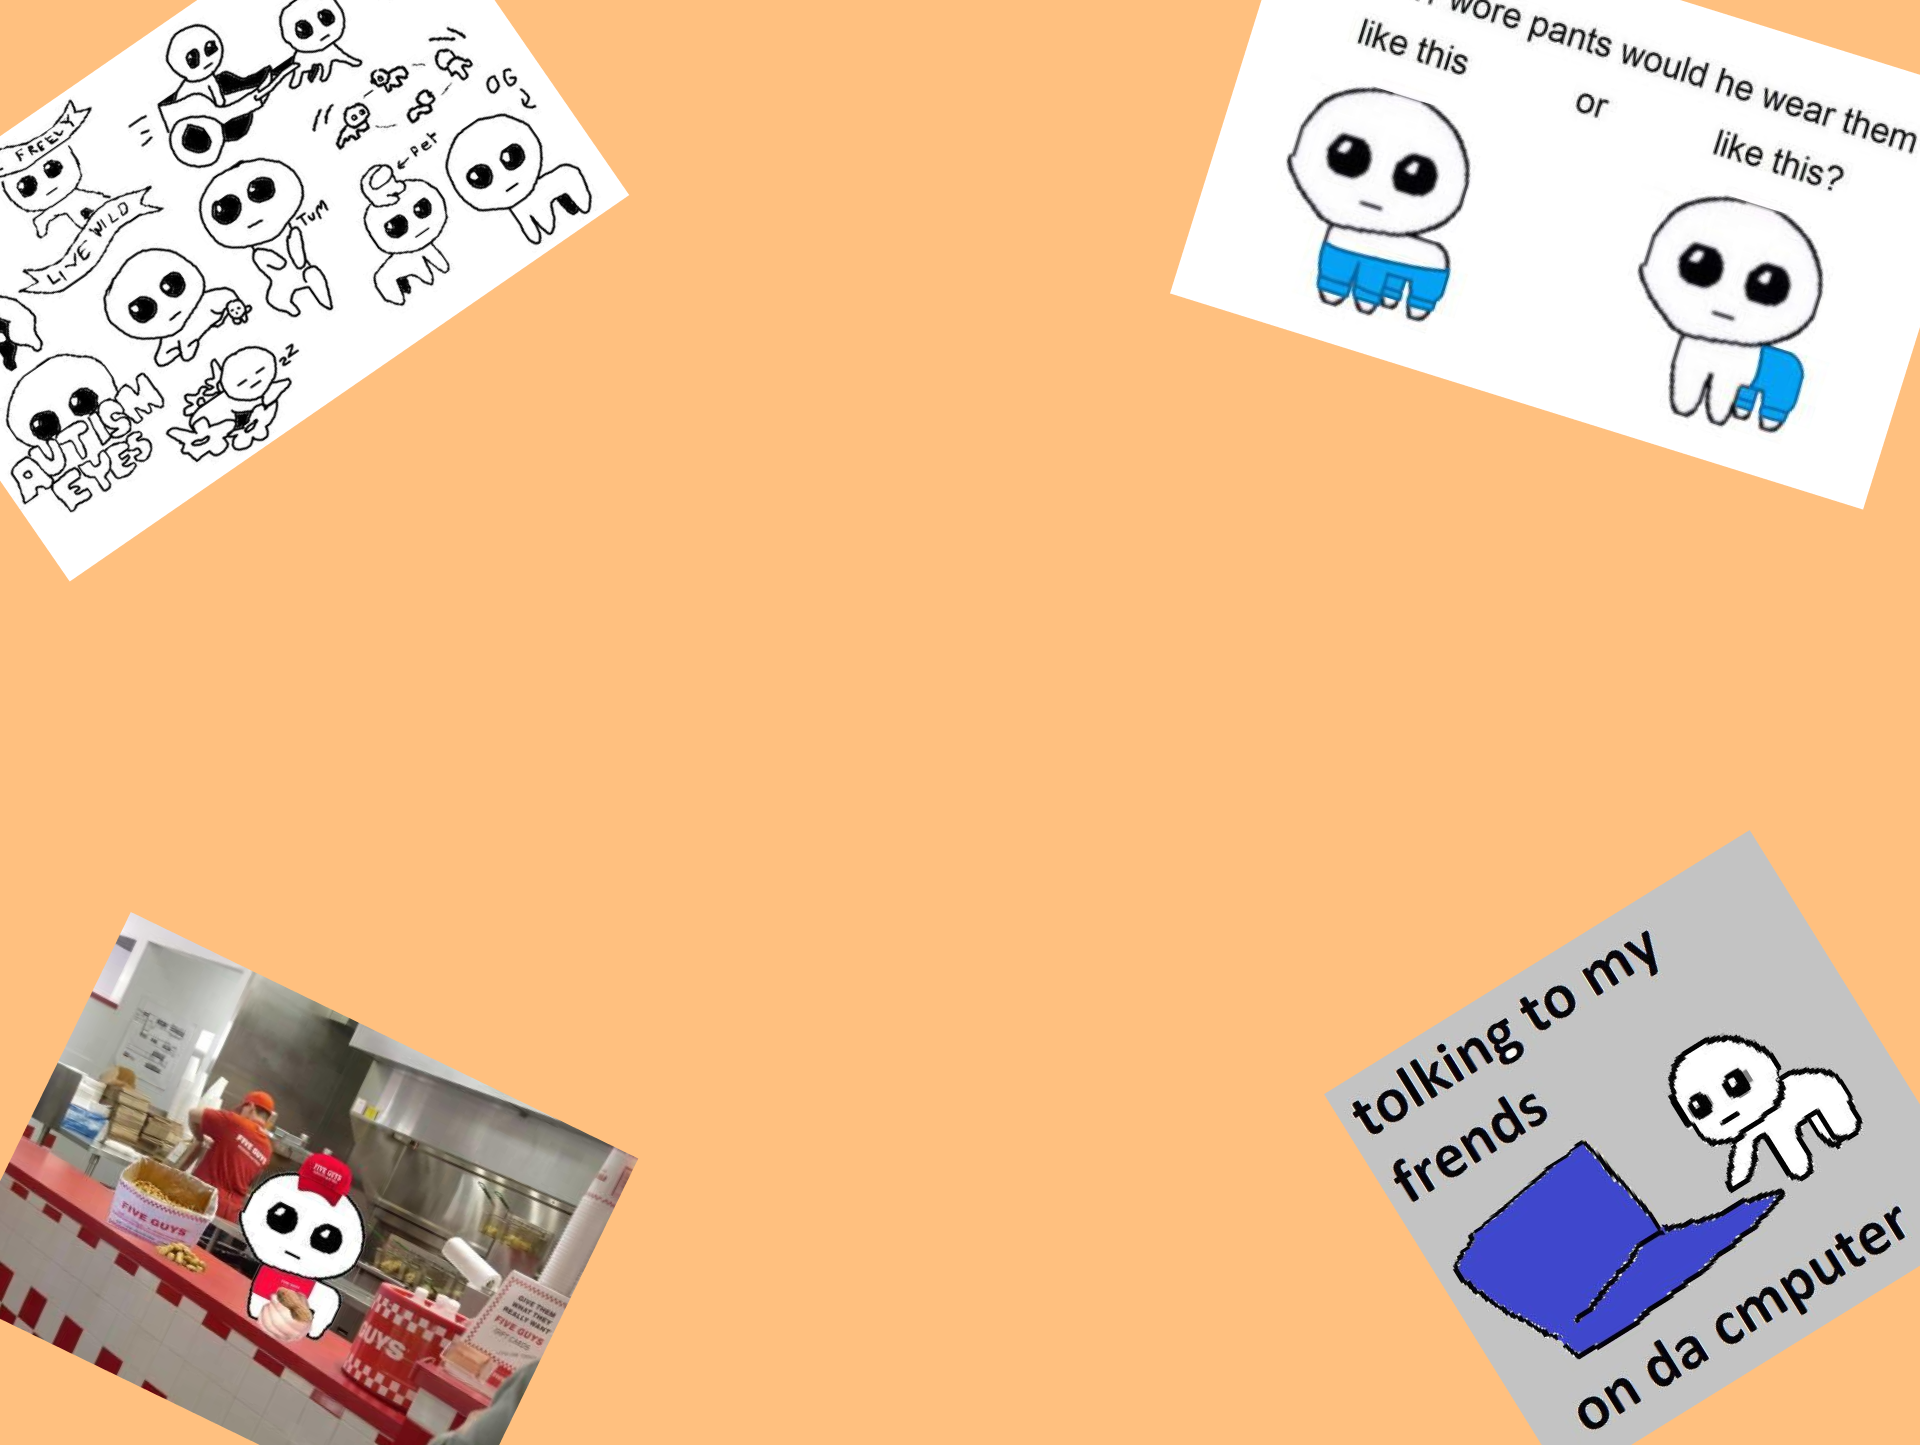 FREELY
LIVE WILD
OG
pet
Tum
zz
AUTISM
EYES
wore pants would he wear them
like this
or
like this?
FIVE GUYS
FIVE GUYS
FIVE GUYS
GUYS
GIVE THEM
WHAT THEY
REALLY WANT
FIVE GUYS
GIFT CARDS
tolking to my
frends
on da cmputer